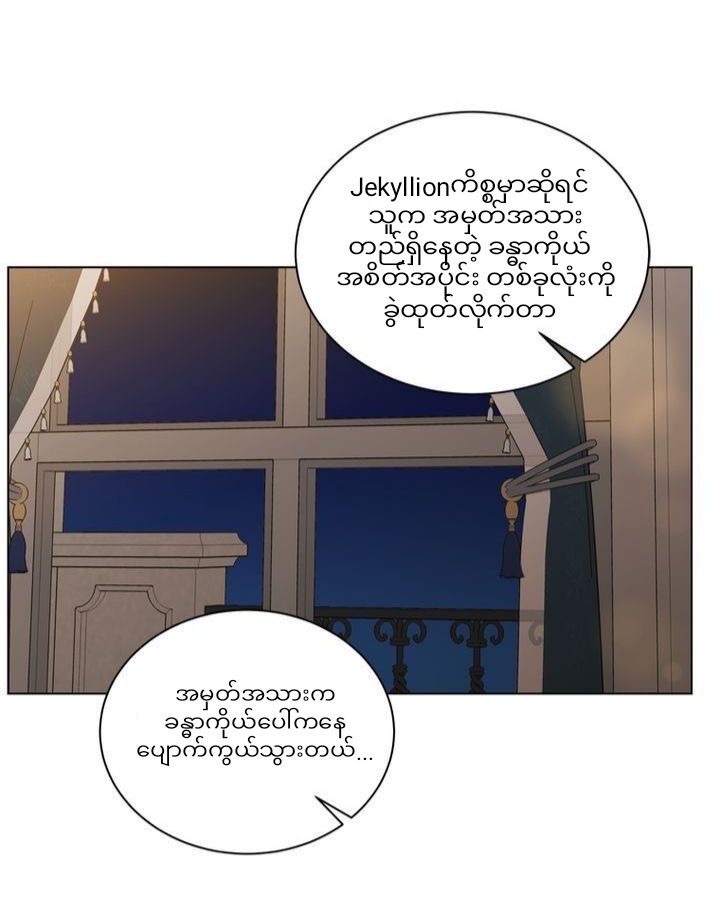 Jekyllionကိစ္စမှာဆိုရင်
သူက အမှတ်အသား
တည်ရှိနေတဲ့ ခန္ဓာကိုယ်
အစိတ်အပိုင်း တစ်ခုလုံးကို
ခွဲထုတ်လိုက်တာ
အမှတ်အသားက
ခန္ဓာကိုယ်ပေါ်ကနေ
ပျောက်ကွယ်သွားတယ်...